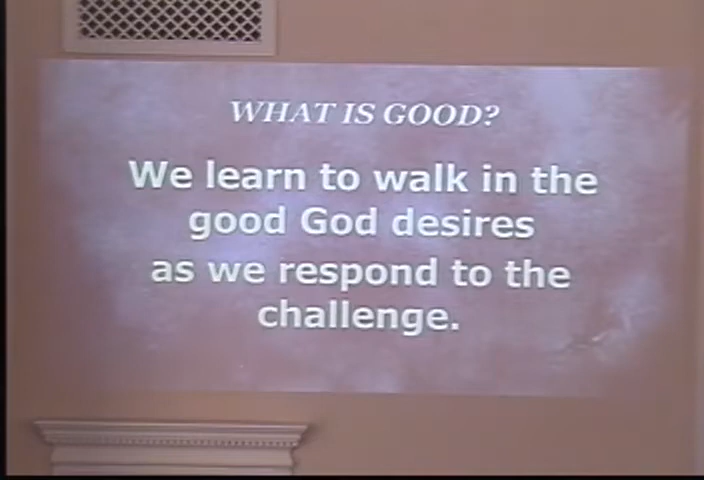 WHAT IS GOOD?
We learn to walk in the
good God desires
as we respond to the
challenge.